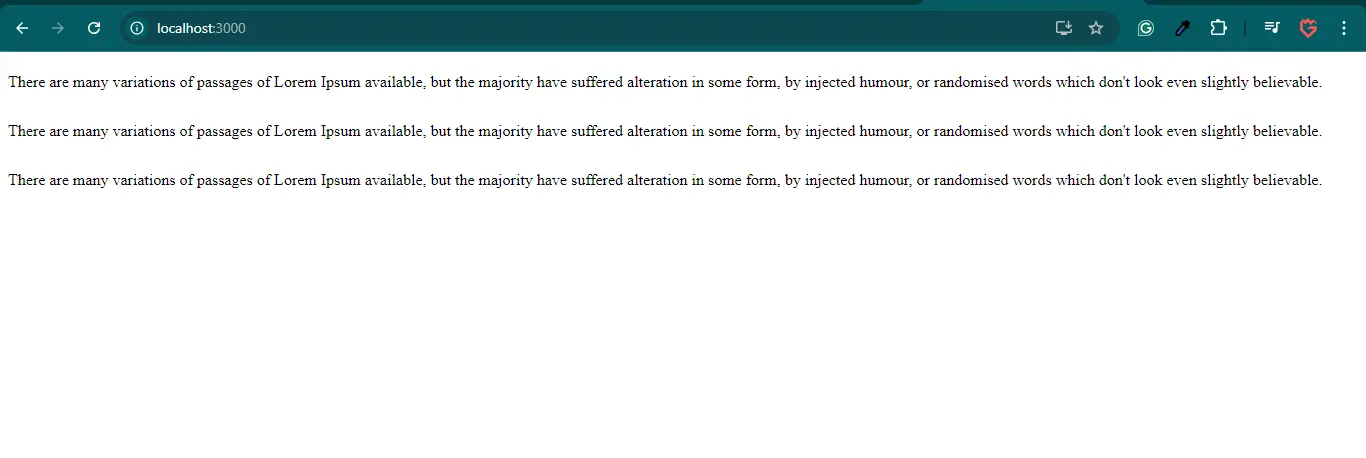 localhost:3000
There are many variations of passages of Lorem Ipsum available, but the majority have suffered alteration in some form, by injected humour, or randomised words which don't look even slightly believable.
There are many variations of passages of Lorem Ipsum available, but the majority have suffered alteration in some form, by injected humour, or randomised words which don't look even slightly believable.
There are many variations of passages of Lorem Ipsum available, but the majority have suffered alteration in some form, by injected humour, or randomised words which don't look even slightly believable.